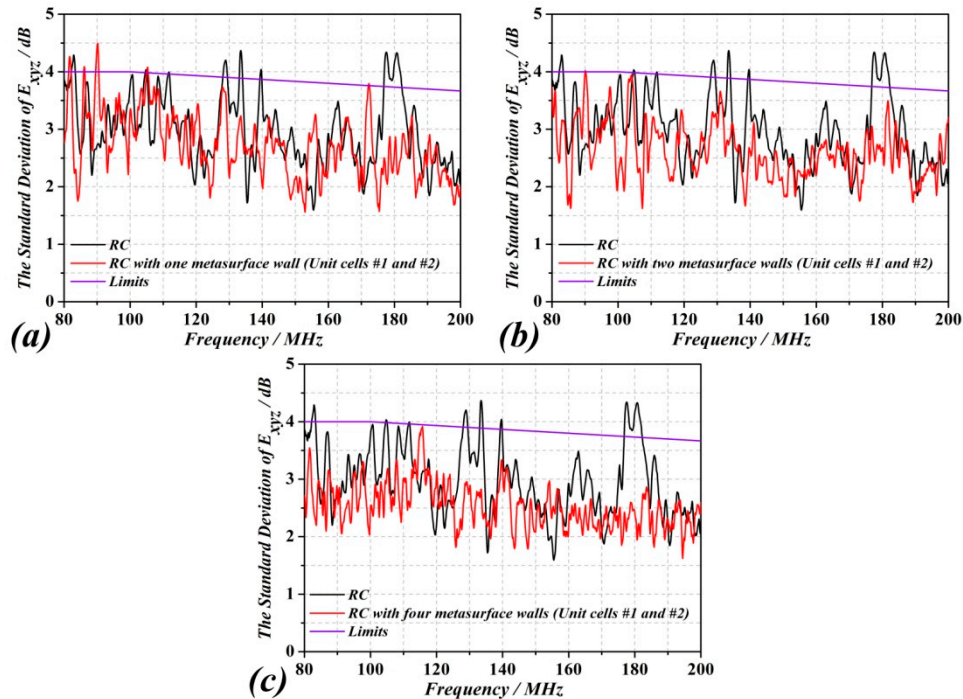 The Standard Deviation of E_xyz / dB
5
4
3
2
1
0
RC
RC with one metasurface wall (Unit cells #1 and #2)
Limits
80 100 120 140 160 180 200
Frequency / MHz
(a)
The Standard Deviation of E_xyz / dB
5
4
3
2
1
0
RC
RC with two metasurface walls (Unit cells #1 and #2)
Limits
80 100 120 140 160 180 200
Frequency / MHz
(b)
The Standard Deviation of E_xyz / dB
5
4
3
2
1
0
RC
RC with four metasurface walls (Unit cells #1 and #2)
Limits
80 100 120 140 160 180 200
Frequency / MHz
(c)